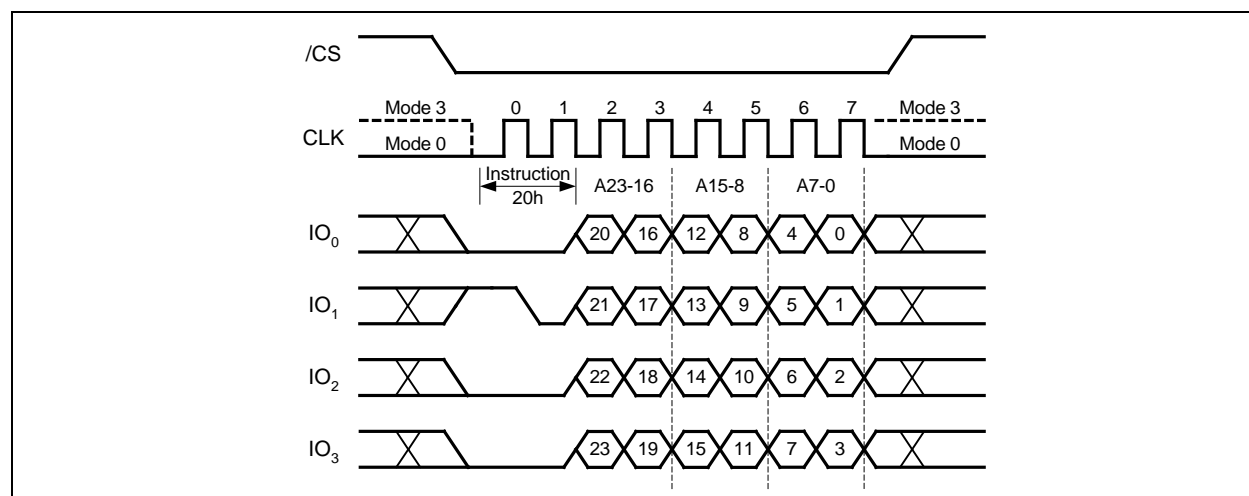 /CS
Mode 3 0 1 2 3 4 5 6 7 Mode 3
CLK
Mode 0 Mode 0
Instruction
20h
A23-16 A15-8 A7-0
IO0 20 16 12 8 4 0
IO1 21 17 13 9 5 1
IO2 22 18 14 10 6 2
IO3 23 19 15 11 7 3